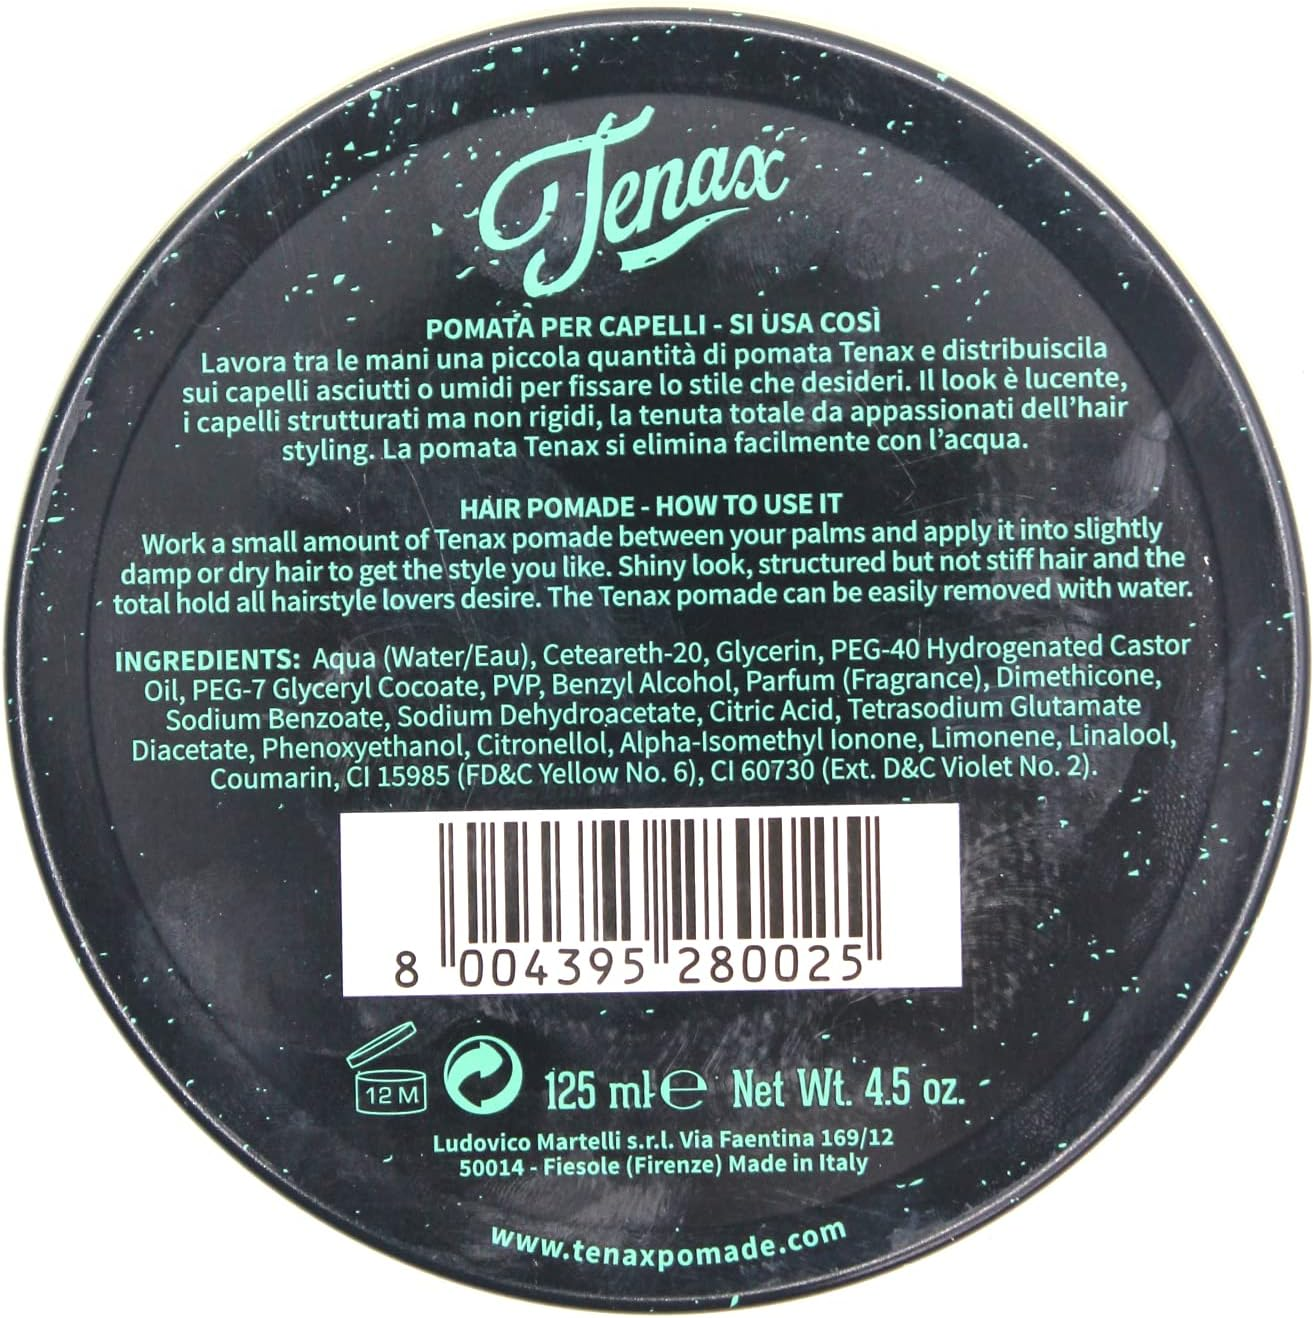 Tenax
POMATA PER CAPELLI - SI USA COSÌ
Lavora tra le mani una piccola quantità di pomata Tenax e distribuiscila
sui capelli asciutti o umidi per fissare lo stile che desideri. Il look è lucente,
i capelli strutturati ma non rigidi, la tenuta totale da appassionati dell'hair
styling. La pomata Tenax si elimina facilmente con l'acqua.
HAIR POMADE - HOW TO USE IT
Work a small amount of Tenax pomade between your palms and apply it into slightly
damp or dry hair to get the style you like. Shiny look, structured but not stiff hair and the
total hold all hairstyle lovers desire. The Tenax pomade can be easily removed with water.
INGREDIENTS: Aqua (Water/Eau), Ceteareth-20, Glycerin, PEG-40 Hydrogenated Castor
Oil, PEG-7 Glyceryl Cocoate, PVP, Benzyl Alcohol, Parfum (Fragrance), Dimethicone,
Sodium Benzoate, Sodium Dehydroacetate, Citric Acid, Tetrasodium Glutamate
Diacetate, Phenoxyethanol, Citronellol, Alpha-Isomethyl Ionone, Limonene, Linalool,
Coumarin, CI 15985 (FD&C Yellow No. 6), CI 60730 (Ext. D&C Violet No. 2).
8 004395 280025
12 M 125 ml e Net Wt. 4.5 oz.
Ludovico Martelli s.r.l. Via Faentina 169/12
50014 - Fiesole (Firenze) Made in Italy
www.tenaxpomade.com